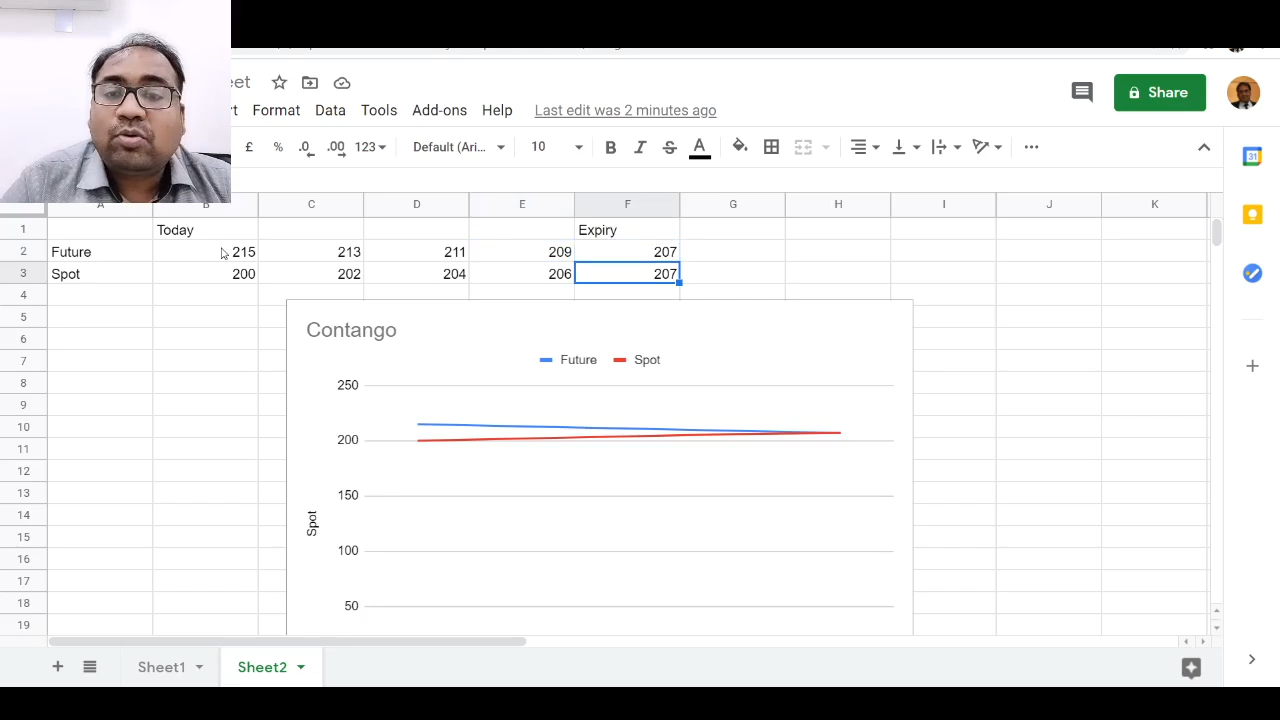 eet
rt Format Data Tools Add-ons Help Last edit was 2 minutes ago
Share
£ % .0 .00 123 Default (Ari... 10 B I S A
31
A B C D E F G H I J K
1 Today Expiry
2 Future 215 213 211 209 207
3 Spot 200 202 204 206 207
4
5
6
7
8
9
10
11
12
13
14
15
16
17
18
19
Contango
Future Spot
250
200
150
100
50
Spot
Sheet1 Sheet2